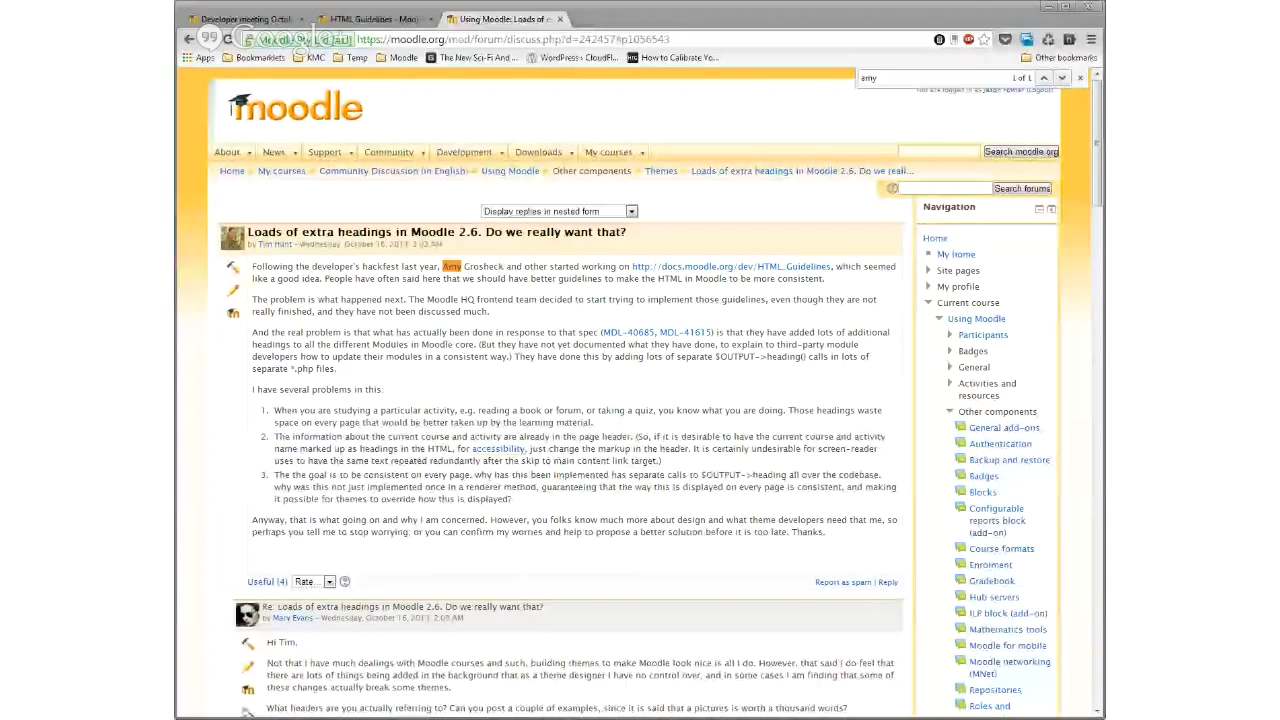 Developer meeting Octob
HTML Guidelines - Moo
Using Moodle: Loads of e
https://moodle.org/mod/forum/discuss.php?d=242457#p1056543
Apps Bookmarklets KMC Temp Moodle The New Sci-Fi And ... WordPress › CloudFl... How to Calibrate Yo... Other bookmarks
amy 1 of 1
moodle
You are logged in as
About News Support Community Development Downloads My courses Search moodle.org
Home My courses Community Discussion (in English) Using Moodle Other components Themes Loads of extra headings in Moodle 2.6. Do we reall...
Search forums
Display replies in nested form
Loads of extra headings in Moodle 2.6. Do we really want that?
by Tim Hunt - Wednesday, October 16, 2013, 3:03 AM
Following the developer's hackfest last year, Amy Grosheck and other started working on http://docs.moodle.org/dev/HTML_Guidelines, which seemed
like a good idea. People have often said here that we should have better guidelines to make the HTML in Moodle to be more consistent.
The problem is what happened next. The Moodle HQ frontend team decided to start trying to implement those guidelines, even though they are not
really finished, and they have not been discussed much.
And the real problem is that what has actually been done in response to that spec (MDL-40685, MDL-41615) is that they have added lots of additional
headings to all the different Modules in Moodle core. (But they have not yet documented what they have done, to explain to third-party module
developers how to update their modules in a consistent way.) They have done this by adding lots of separate $OUTPUT->heading() calls in lots of
separate *.php files.
I have several problems in this:
1. When you are studying a particular activity, e.g. reading a book or forum, or taking a quiz, you know what you are doing. Those headings waste
space on every page that would be better taken up by the learning material.
2. The information about the current course and activity are already in the page header. (So, if it is desirable to have the current course and activity
name marked up as headings in the HTML, for accessibility, just change the markup in the header. It is certainly undesirable for screen-reader
uses to have the same text repeated redundantly after the skip to main content link target.)
3. The the goal is to be consistent on every page. why has this been implemented has separate calls to $OUTPUT->heading all over the codebase.
why was this not just implemented once in a renderer method, guaranteeing that the way this is displayed on every page is consistent, and making
it possible for themes to override how this is displayed?
Anyway, that is what going on and why I am concerned. However, you folks know much more about design and what theme developers need that me, so
perhaps you tell me to stop worrying, or you can confirm my worries and help to propose a better solution before it is too late. Thanks.
Useful (4) Rate... Report as spam | Reply
Re: Loads of extra headings in Moodle 2.6. Do we really want that?
by Mary Evans - Wednesday, October 16, 2013, 2:08 AM
Hi Tim,
Not that I have much dealings with Moodle courses and such, building themes to make Moodle look nice is all I do. However, that said I do feel that
there are lots of things being added in the background that as a theme designer I have no control over, and in some cases I am finding that some of
these changes actually break some themes.
What headers are you actually referring to? Can you post a couple of examples, since it is said that a pictures is worth a thousand words?
Navigation
Home
My home
Site pages
My profile
Current course
Using Moodle
Participants
Badges
General
Activities and
resources
Other components
General add-ons
Authentication
Backup and restore
Badges
Blocks
Configurable
reports block
(add-on)
Course formats
Enrolment
Gradebook
Hub servers
ILP block (add-on)
Mathematics tools
Moodle for mobile
Moodle networking
(MNet)
Repositories
Roles and